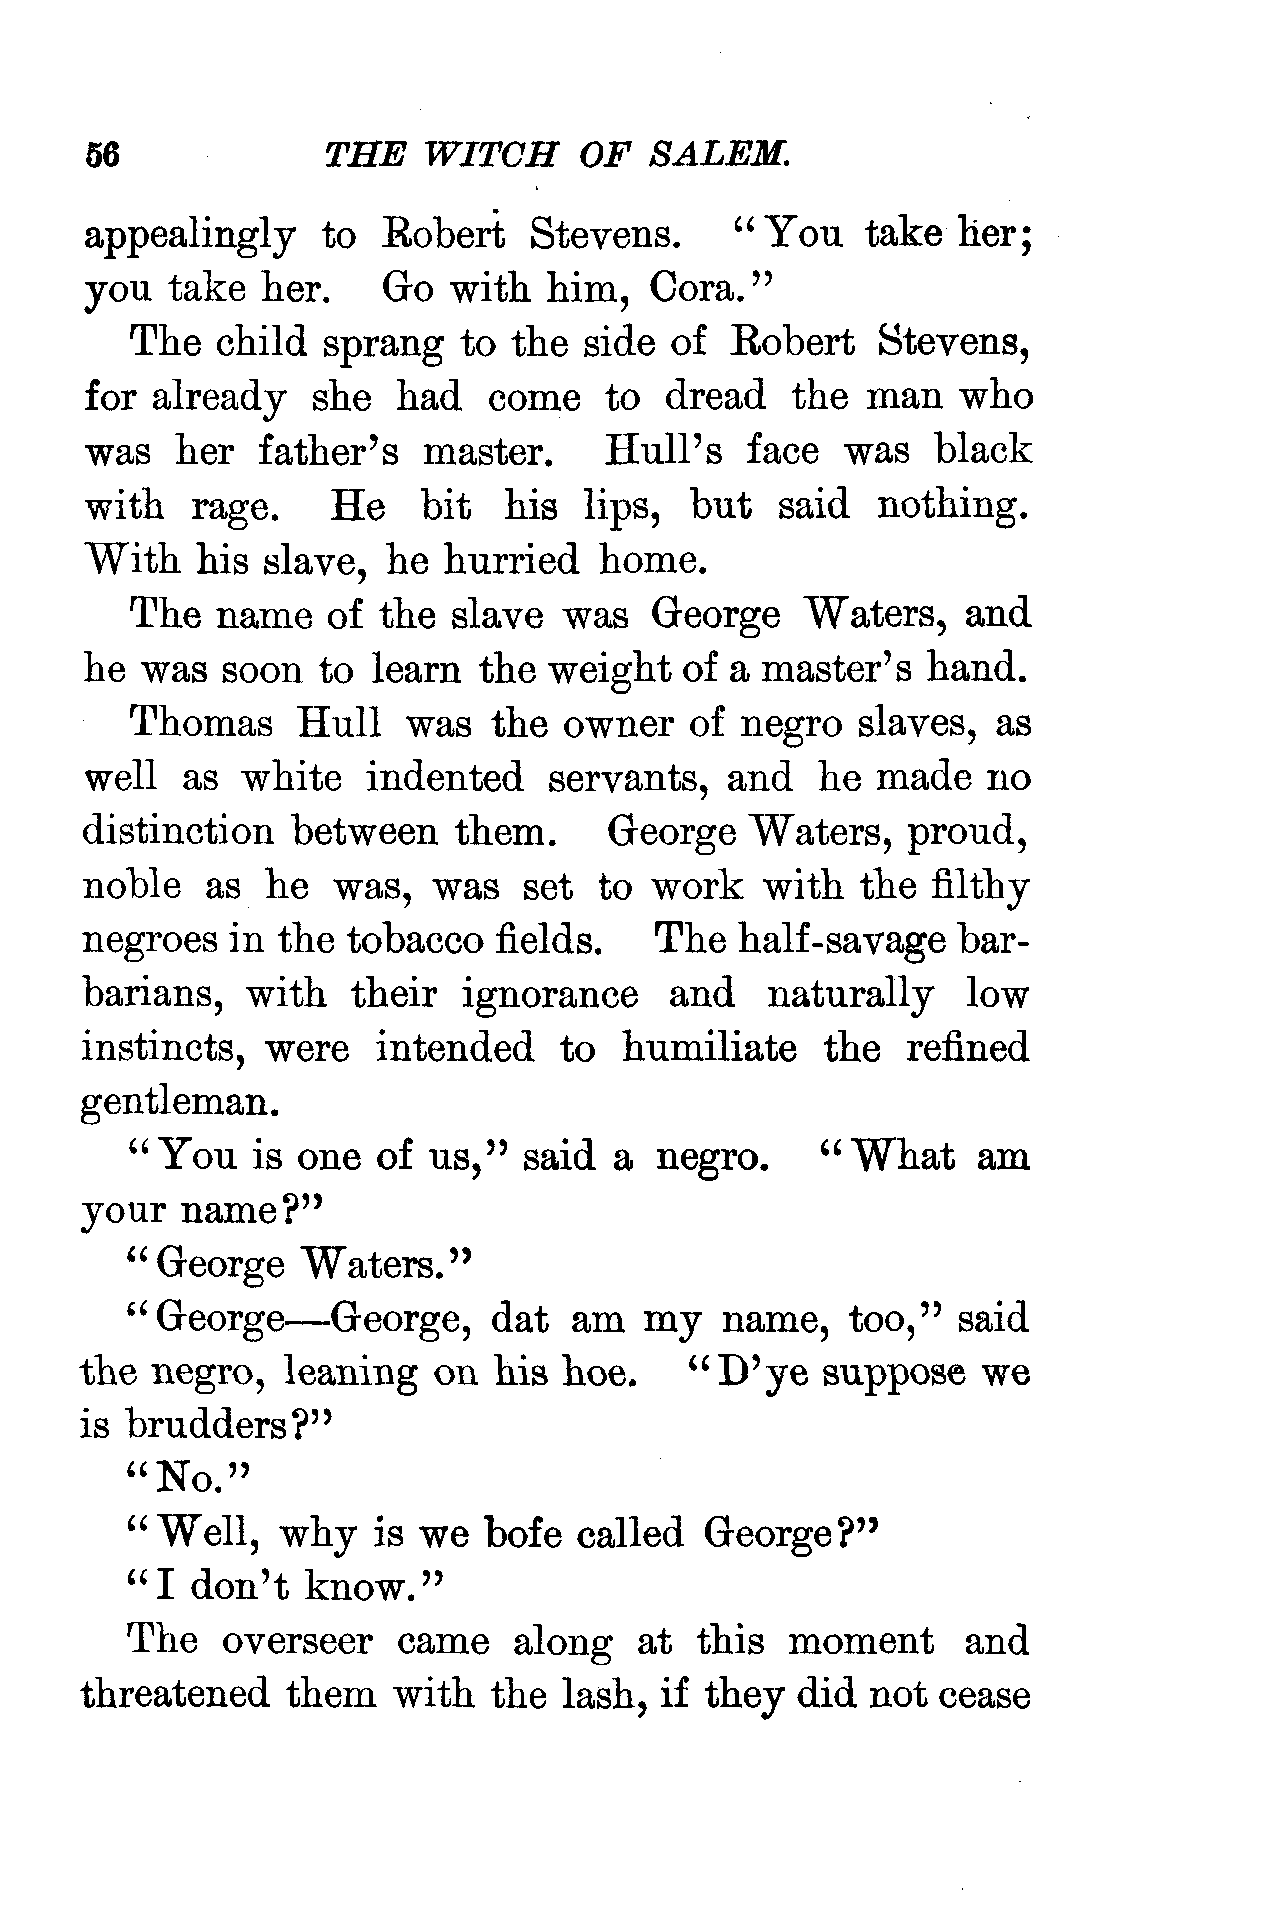 56 THE WITCH OF SALEM.
appealingly to Robert Stevens. "You take her;
you take her. Go with him, Cora."
The child sprang to the side of Robert Stevens,
for already she had come to dread the man who
was her father's master. Hull's face was black
with rage. He bit his lips, but said nothing.
With his slave, he hurried home.
The name of the slave was George Waters, and
he was soon to learn the weight of a master's hand.
Thomas Hull was the owner of negro slaves, as
well as white indented servants, and he made no
distinction between them. George Waters, proud,
noble as he was, was set to work with the filthy
negroes in the tobacco fields. The half-savage bar-
barians, with their ignorance and naturally low
instincts, were intended to humiliate the refined
gentleman.
"You is one of us," said a negro. "What am
your name?"
"George Waters."
"George—George, dat am my name, too," said
the negro, leaning on his hoe. "D'ye suppose we
is brudders?"
"No."
"Well, why is we bofe called George?"
"I don't know."
The overseer came along at this moment and
threatened them with the lash, if they did not cease